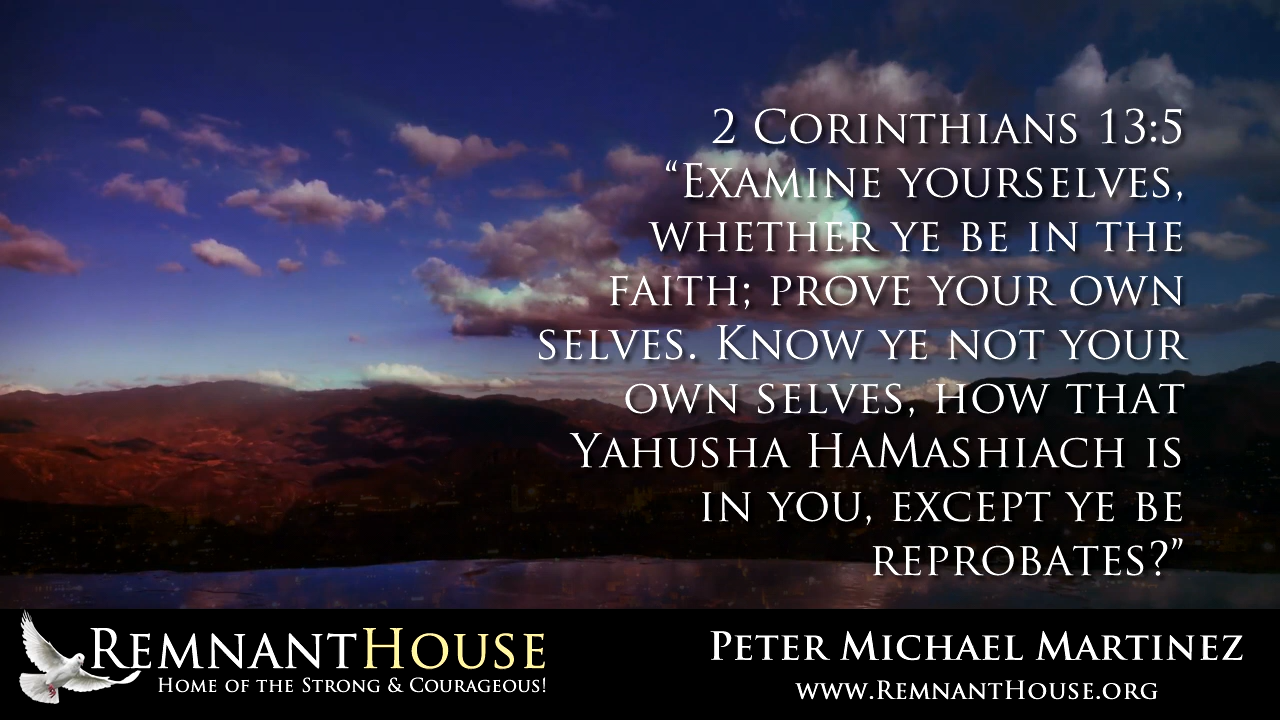 2 Corinthians 13:5
“Examine yourselves,
whether ye be in the
faith; prove your own
selves. Know ye not your
own selves, how that
Yahusha HaMashiach is
in you, except ye be
reprobates?”
RemnantHouse
Home of the Strong & Courageous!
Peter Michael Martinez
www.RemnantHouse.org